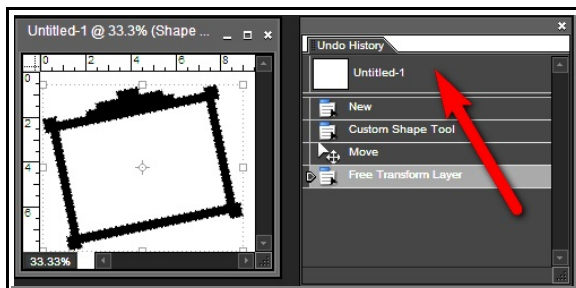 Untitled-1 @ 33.3% (Shape ...
0 2 4 6 8
0
2
4
6
33.33%
Undo History
Untitled-1
New
Custom Shape Tool
Move
Free Transform Layer